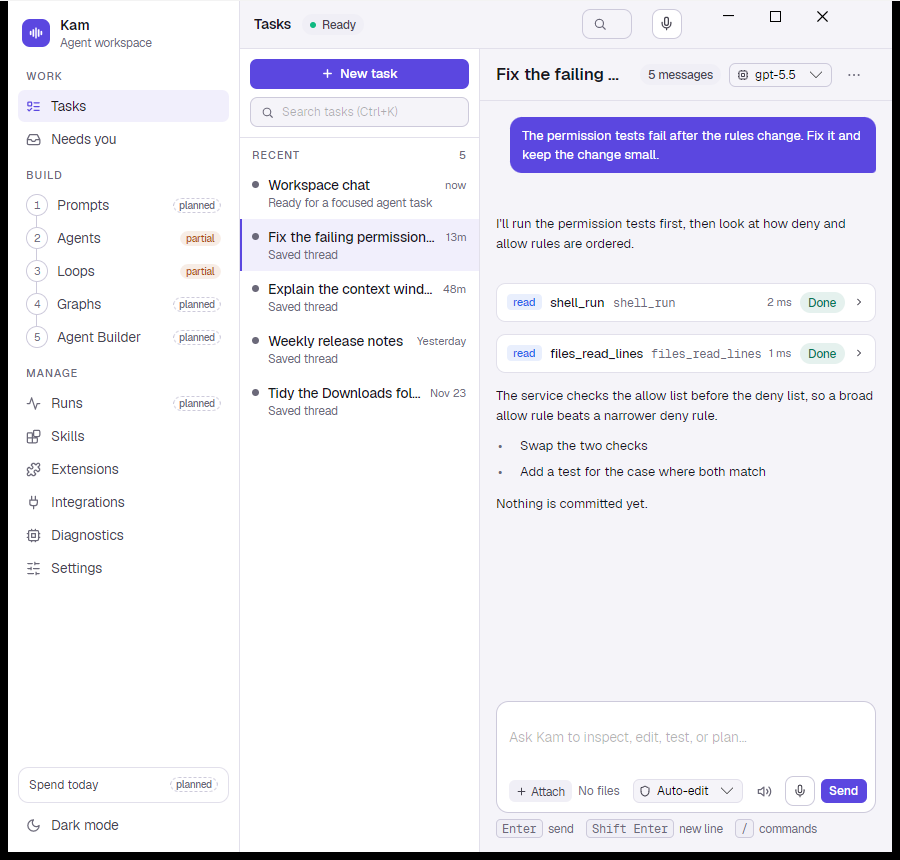 Kam
Agent workspace
WORK
Tasks
Needs you
BUILD
1 Prompts planned
2 Agents partial
3 Loops partial
4 Graphs planned
5 Agent Builder planned
MANAGE
Runs planned
Skills
Extensions
Integrations
Diagnostics
Settings
Spend today planned
Dark mode
Tasks Ready
+ New task
Search tasks (Ctrl+K)
RECENT 5
Workspace chat now
Ready for a focused agent task
Fix the failing permission... 13m
Saved thread
Explain the context wind... 48m
Saved thread
Weekly release notes Yesterday
Saved thread
Tidy the Downloads fol... Nov 23
Saved thread
Fix the failing ... 5 messages gpt-5.5 ...
The permission tests fail after the rules change. Fix it and
keep the change small.
I'll run the permission tests first, then look at how deny and
allow rules are ordered.
read shell_run shell_run 2 ms Done
read files_read_lines files_read_lines 1 ms Done
The service checks the allow list before the deny list, so a broad
allow rule beats a narrower deny rule.
• Swap the two checks
• Add a test for the case where both match
Nothing is committed yet.
Ask Kam to inspect, edit, test, or plan...
+ Attach No files Auto-edit Send
Enter send Shift Enter new line / commands